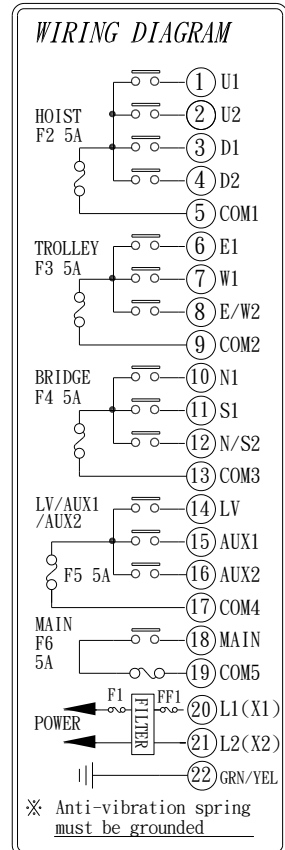 WIRING DIAGRAM
1 U1
HOIST
F2 5A
2 U2
3 D1
4 D2
5 COM1
TROLLEY
F3 5A
6 E1
7 W1
8 E/W2
9 COM2
BRIDGE
F4 5A
10 N1
11 S1
12 N/S2
13 COM3
LV/AUX1
/AUX2
14 LV
15 AUX1
F5 5A
16 AUX2
17 COM4
MAIN
F6
5A
18 MAIN
19 COM5
POWER
F1
FILTER
FF1
20 L1(X1)
21 L2(X2)
22 GRN/YEL
※ Anti-vibration spring
must be grounded